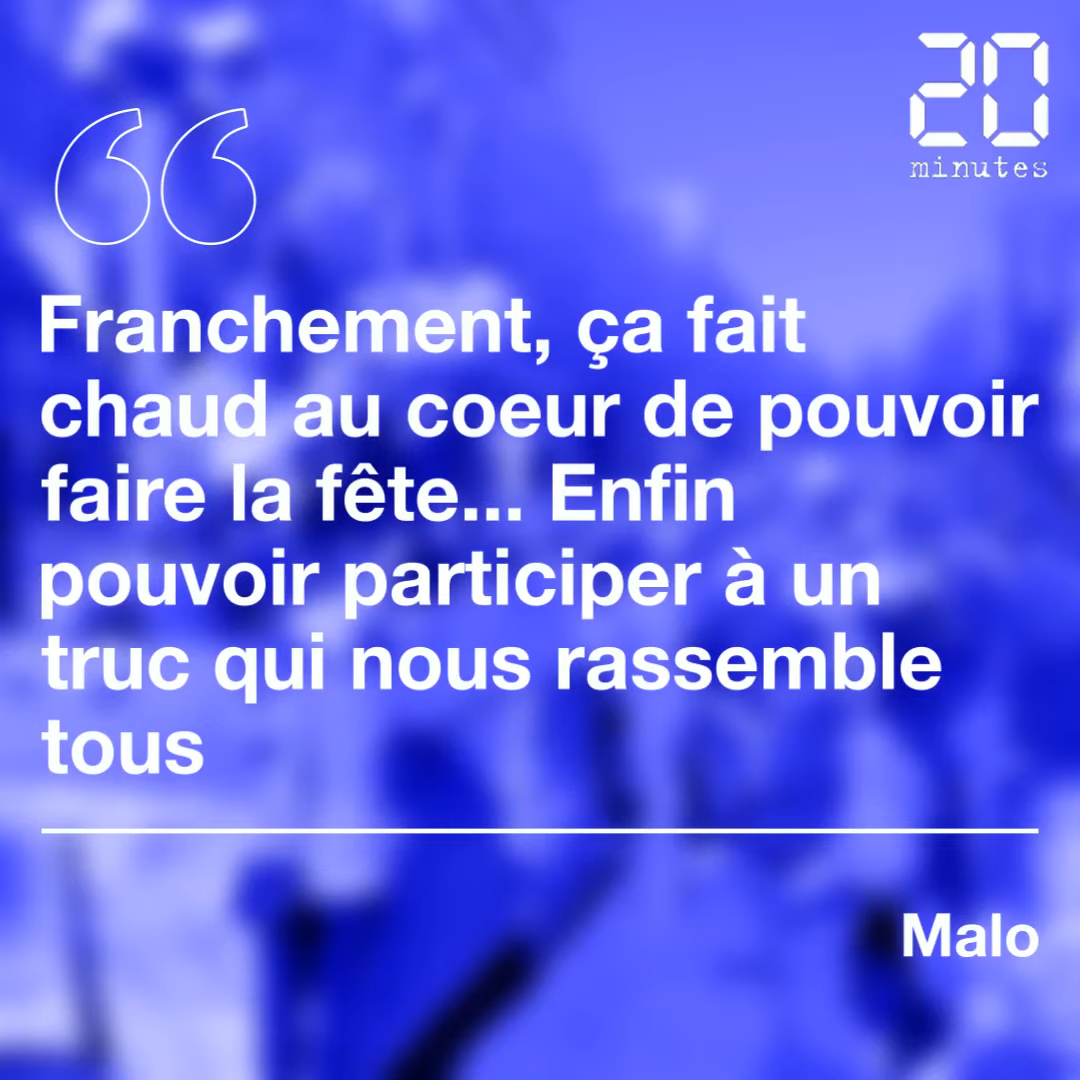 20
minutes
Franchement, ça fait
chaud au coeur de pouvoir
faire la fête... Enfin
pouvoir participer à un
truc qui nous rassemble
tous
Malo